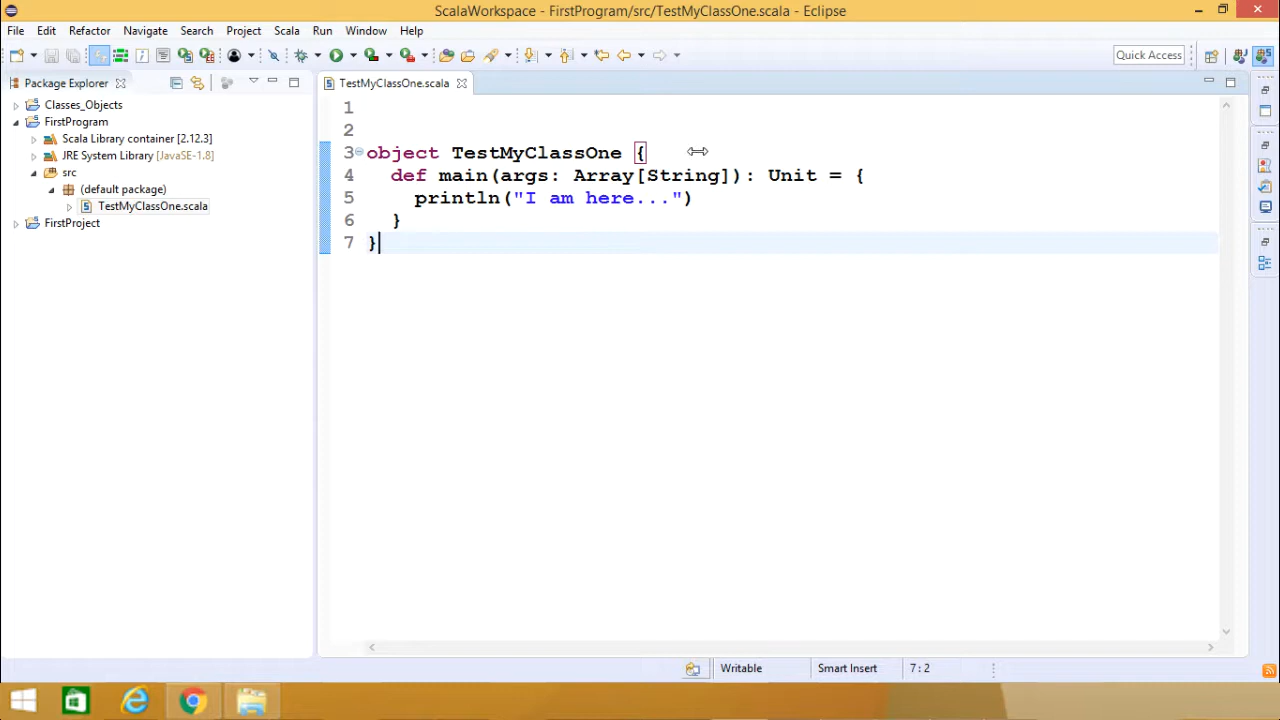 ScalaWorkspace - FirstProgram/src/TestMyClassOne.scala - Eclipse
File Edit Refactor Navigate Search Project Scala Run Window Help
Quick Access
Package Explorer
TestMyClassOne.scala
Classes_Objects
FirstProgram
Scala Library container [2.12.3]
JRE System Library [JavaSE-1.8]
src
(default package)
TestMyClassOne.scala
FirstProject
1
2
3 object TestMyClassOne {
4 def main(args: Array[String]): Unit = {
5 println("I am here...")
6 }
7 }
Writable Smart Insert 7 : 2